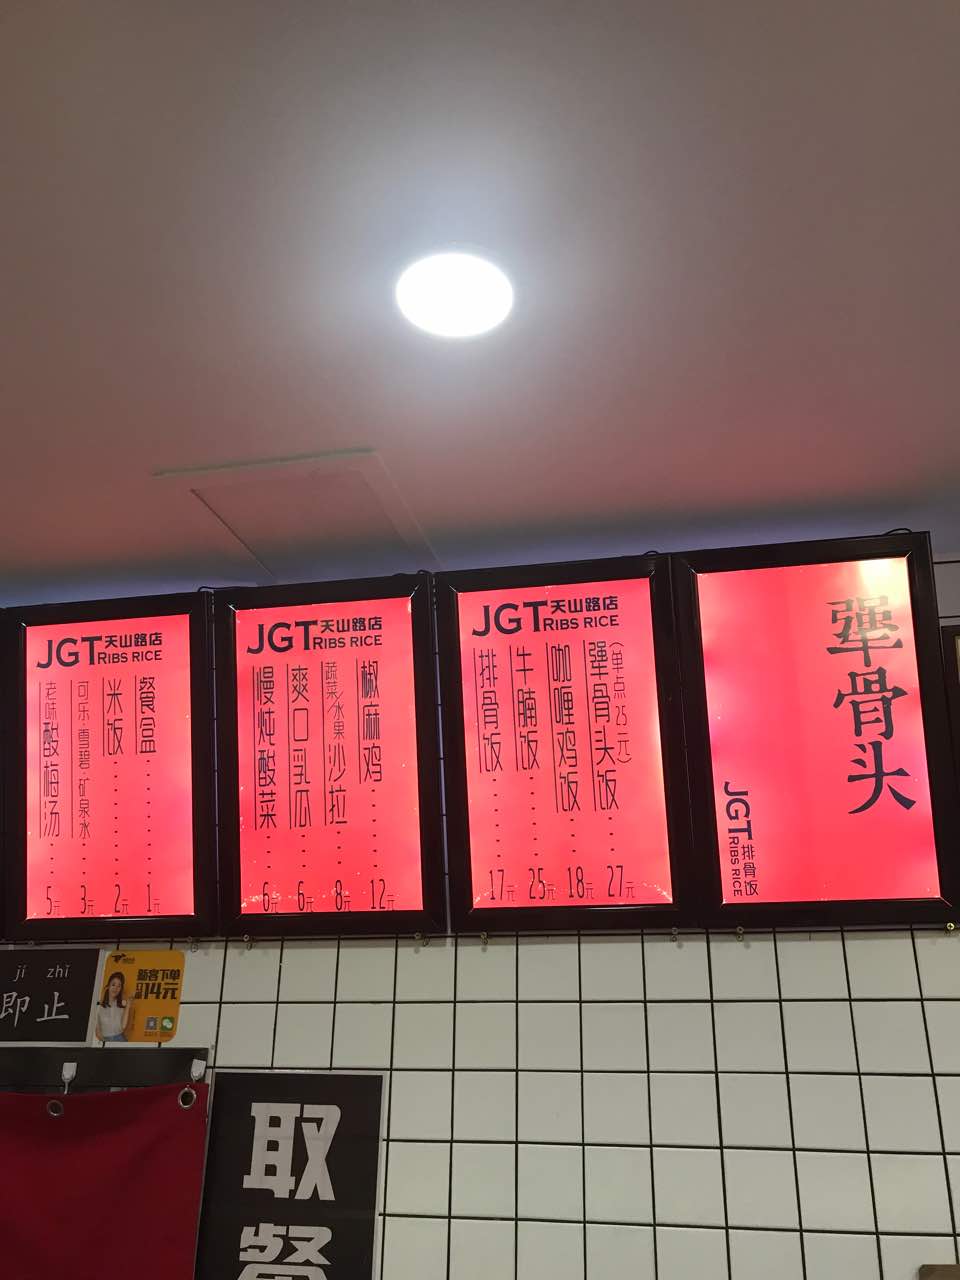 JGT天山路店
RIBS RICE
老味酸梅汤 5元
可乐·雪碧·矿泉水 3元
米饭 2元
餐盒 1元
JGT天山路店
RIBS RICE
慢炖酸菜 6元
爽口乳瓜 6元
蔬菜/水果沙拉 8元
椒麻鸡 12元
JGT天山路店
RIBS RICE
排骨饭 17元
牛腩饭 25元
咖喱鸡饭 18元
犟骨头饭(单点25元) 27元
犟骨头
JGT排骨饭
RIBS RICE
jí zhǐ
即止
新客下单
14元
取
餐